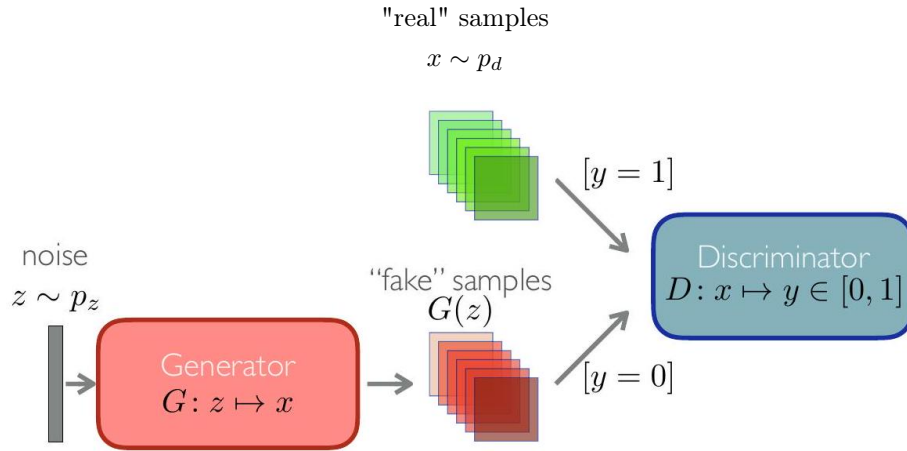 "real" samples
x ∼ p_d
[y = 1]
noise
z ∼ p_z
"fake" samples
G(z)
Discriminator
D: x ↦ y ∈ [0, 1]
Generator
G: z ↦ x
[y = 0]